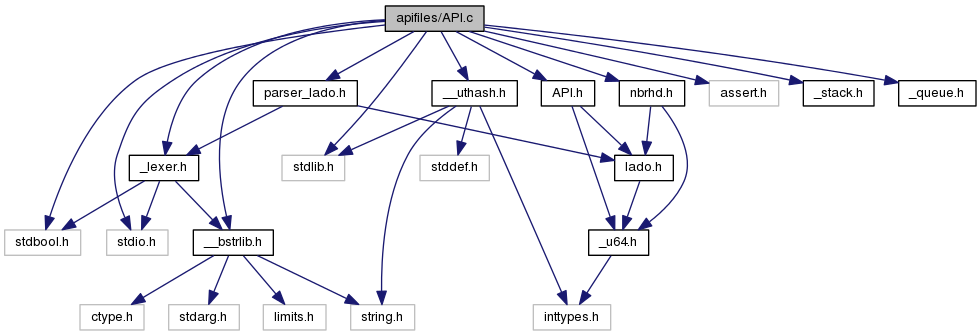 apifiles/API.c
parser_lado.h
__uthash.h
API.h
nbrhd.h
assert.h
_stack.h
_queue.h
_lexer.h
stdlib.h
stddef.h
lado.h
stdbool.h
stdio.h
__bstrlib.h
_u64.h
ctype.h
stdarg.h
limits.h
string.h
inttypes.h